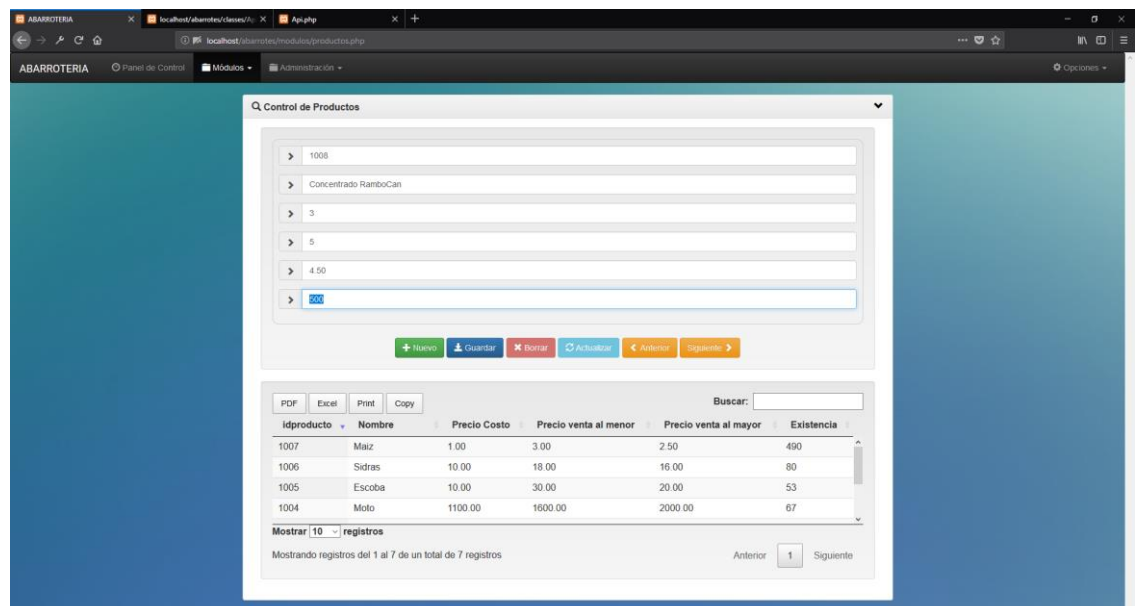 ABARROTERIA
localhost/abarrotes/classes/Ap
Api.php
localhost/abarrotes/modulos/productos.php
ABARROTERIA Panel de Control Módulos Administración Opciones
Control de Productos
1008
Concentrado RamboCan
3
5
4.50
500
Nuevo Guardar Borrar Actualizar Anterior Siguiente
PDF Excel Print Copy Buscar:
idproducto Nombre Precio Costo Precio venta al menor Precio venta al mayor Existencia
1007 Maiz 1.00 3.00 2.50 490
1006 Sidras 10.00 18.00 16.00 80
1005 Escoba 10.00 30.00 20.00 53
1004 Moto 1100.00 1600.00 2000.00 67
Mostrar 10 registros
Mostrando registros del 1 al 7 de un total de 7 registros Anterior 1 Siguiente